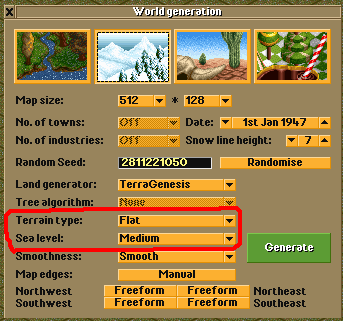 World generation
Map size: 512 * 128
No. of towns: Off Date: 1st Jan 1947
No. of industries: Off Snow line height: 7
Random Seed: 2811221050 Randomise
Land generator: TerraGenesis
Tree algorithm: None
Terrain type: Flat
Sea level: Medium
Generate
Smoothness: Smooth
Map edges: Manual
Northwest Freeform Freeform Northeast
Southwest Freeform Freeform Southeast